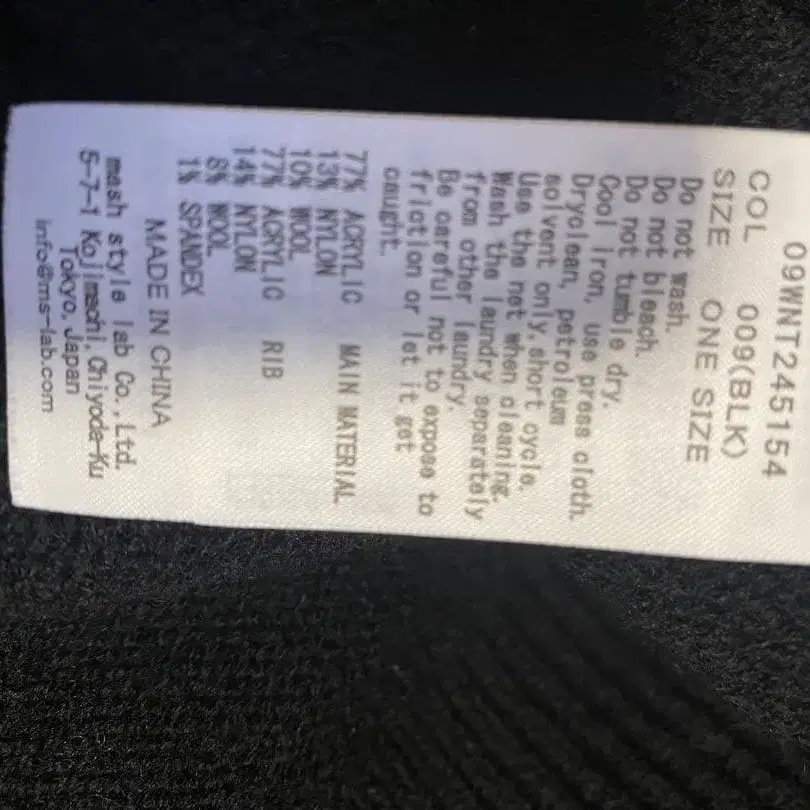 09WNT245154
COL 009(BLK)
SIZE ONE SIZE
Do not wash.
Do not bleach.
Do not tumble dry.
Cool iron, use press cloth.
Dryclean, petroleum
solvent only,short cycle.
Use the net when cleaning.
Wash the laundry separately
from other laundry.
Be careful not to expose to
friction or let it get
caught.
77% ACRYLIC MAIN MATERIAL
13% NYLON
10% WOOL
77% ACRYLIC RIB
14% NYLON
8% WOOL
1% SPANDEX
MADE IN CHINA
mash style lab Co.,Ltd.
5-7-1 Kojimachi,Chiyoda-Ku
Tokyo,Japan
info@ms-lab.com